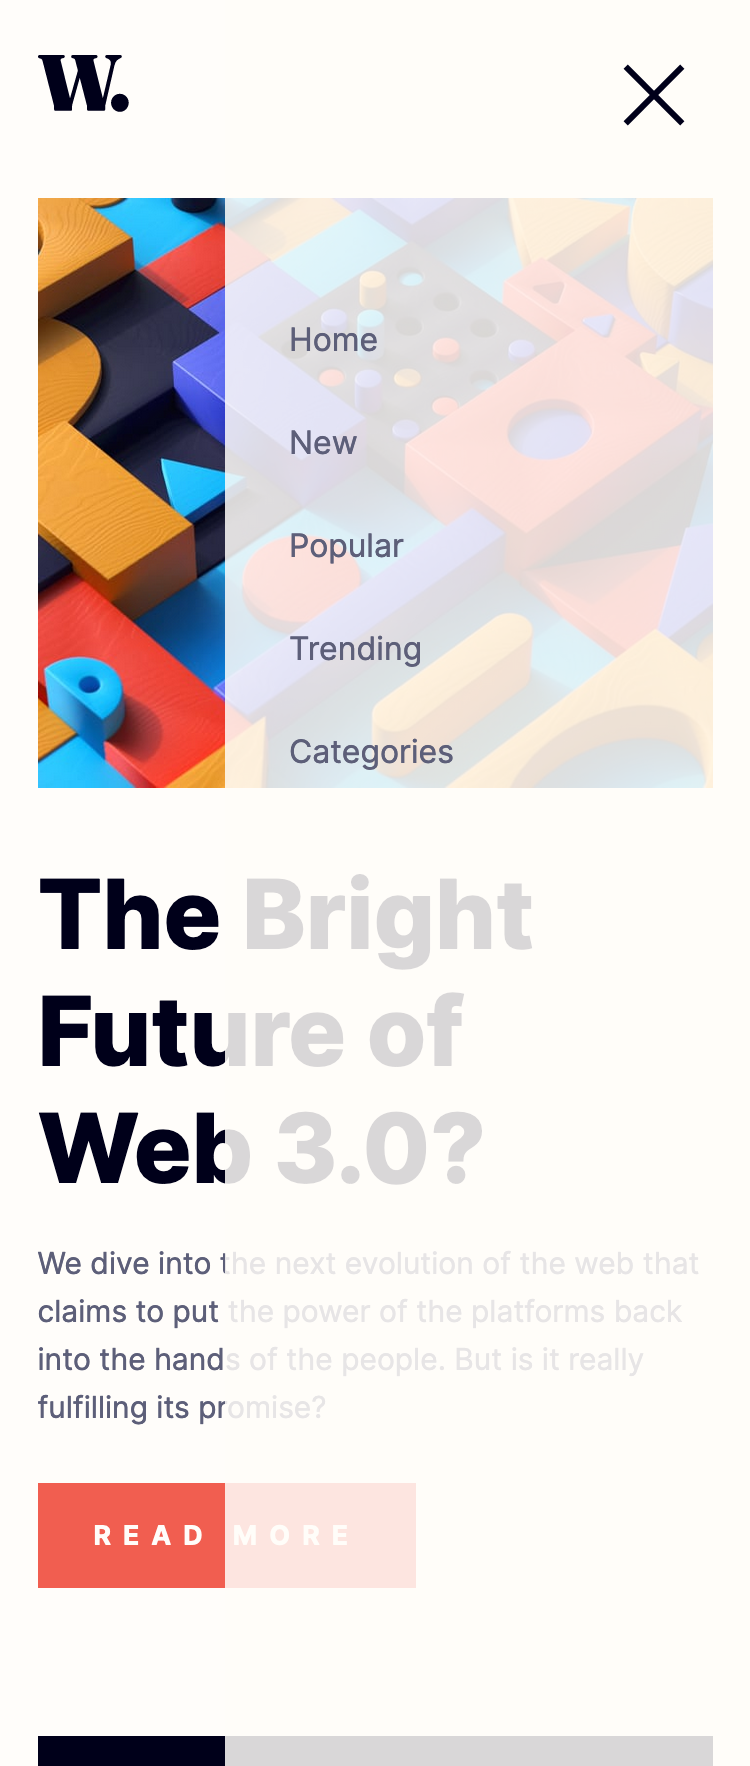 W.
Home
New
Popular
Trending
Categories
The Bright
Future of
Web 3.0?
We dive into the next evolution of the web that
claims to put the power of the platforms back
into the hands of the people. But is it really
fulfilling its promise?
READ MORE